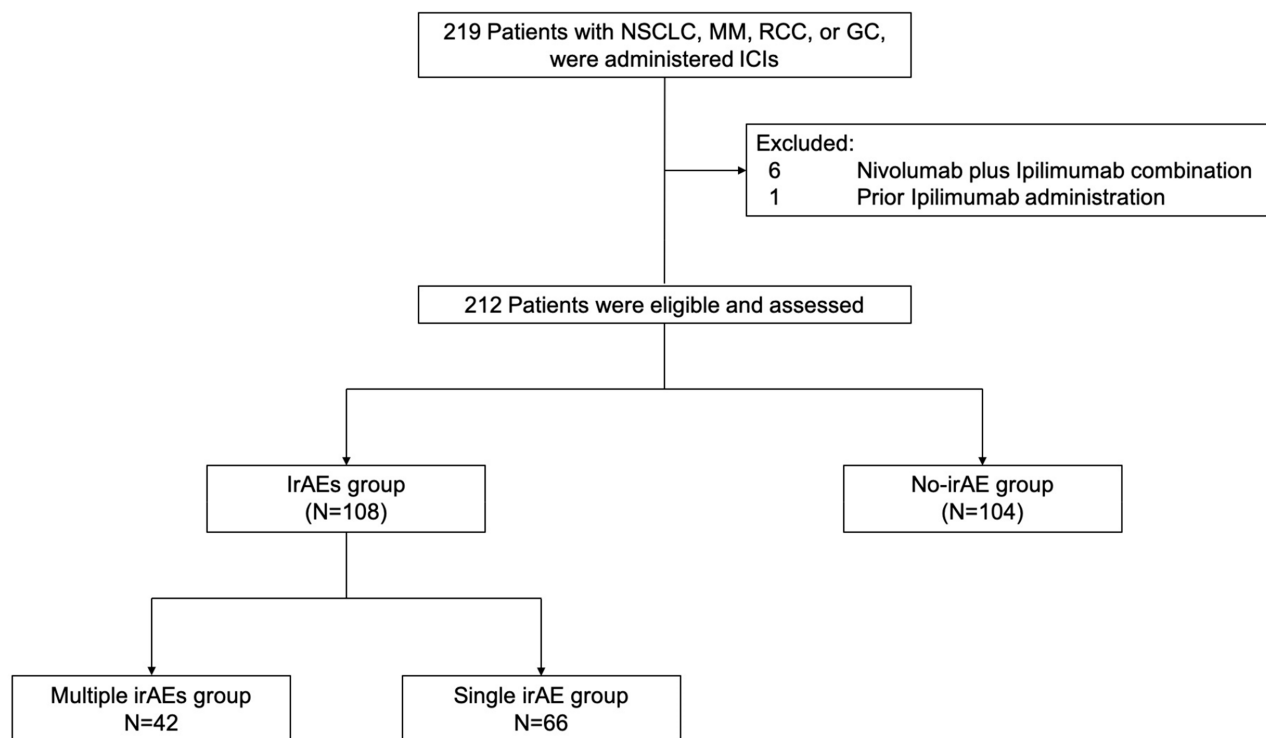 219 Patients with NSCLC, MM, RCC, or GC,
were administered ICIs
Excluded:
6 Nivolumab plus Ipilimumab combination
1 Prior Ipilimumab administration
212 Patients were eligible and assessed
IrAEs group
(N=108)
No-irAE group
(N=104)
Multiple irAEs group
N=42
Single irAE group
N=66